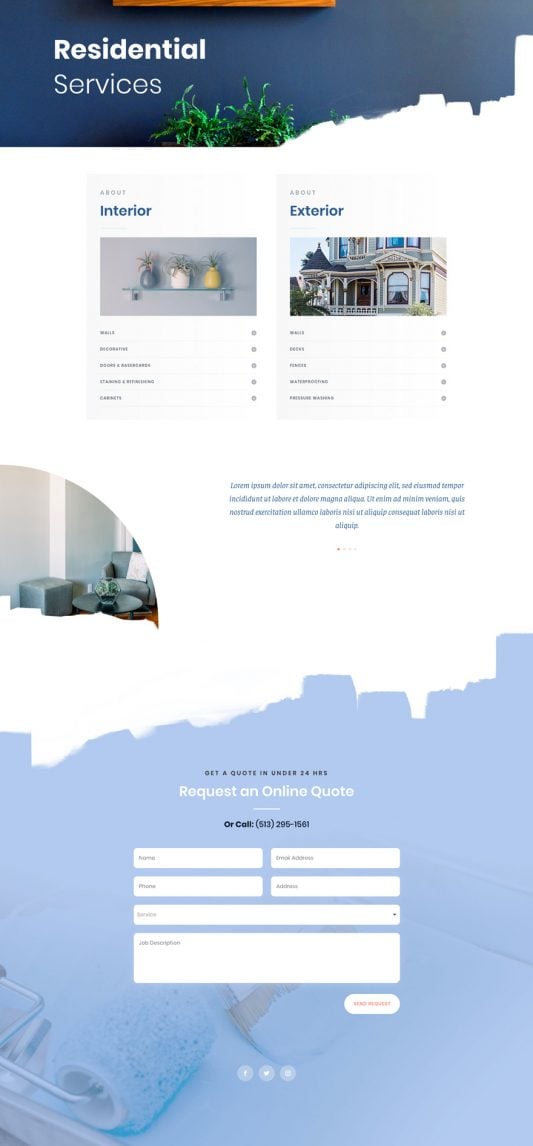 Residential
Services
ABOUT
Interior
WALLS
DECORATIVE
DOORS & BASEBOARDS
STAINING & REFINISHING
CABINETS
ABOUT
Exterior
WALLS
DECKS
FENCES
WATERPROOFING
PRESSURE WASHING
Lorem ipsum dolor sit amet, consectetur adipiscing elit, sed eiusmod tempor
incididunt ut labore et dolore magna aliqua. Ut enim ad minim veniam, quis
nostrud exercitation ullamco laboris nisi ut aliquip consequat laboris nisi ut
aliquip.
GET A QUOTE IN UNDER 24 HRS
Request an Online Quote
Or Call: (513) 295-1561
Name
Email Address
Phone
Address
Service
Job Description
SEND REQUEST